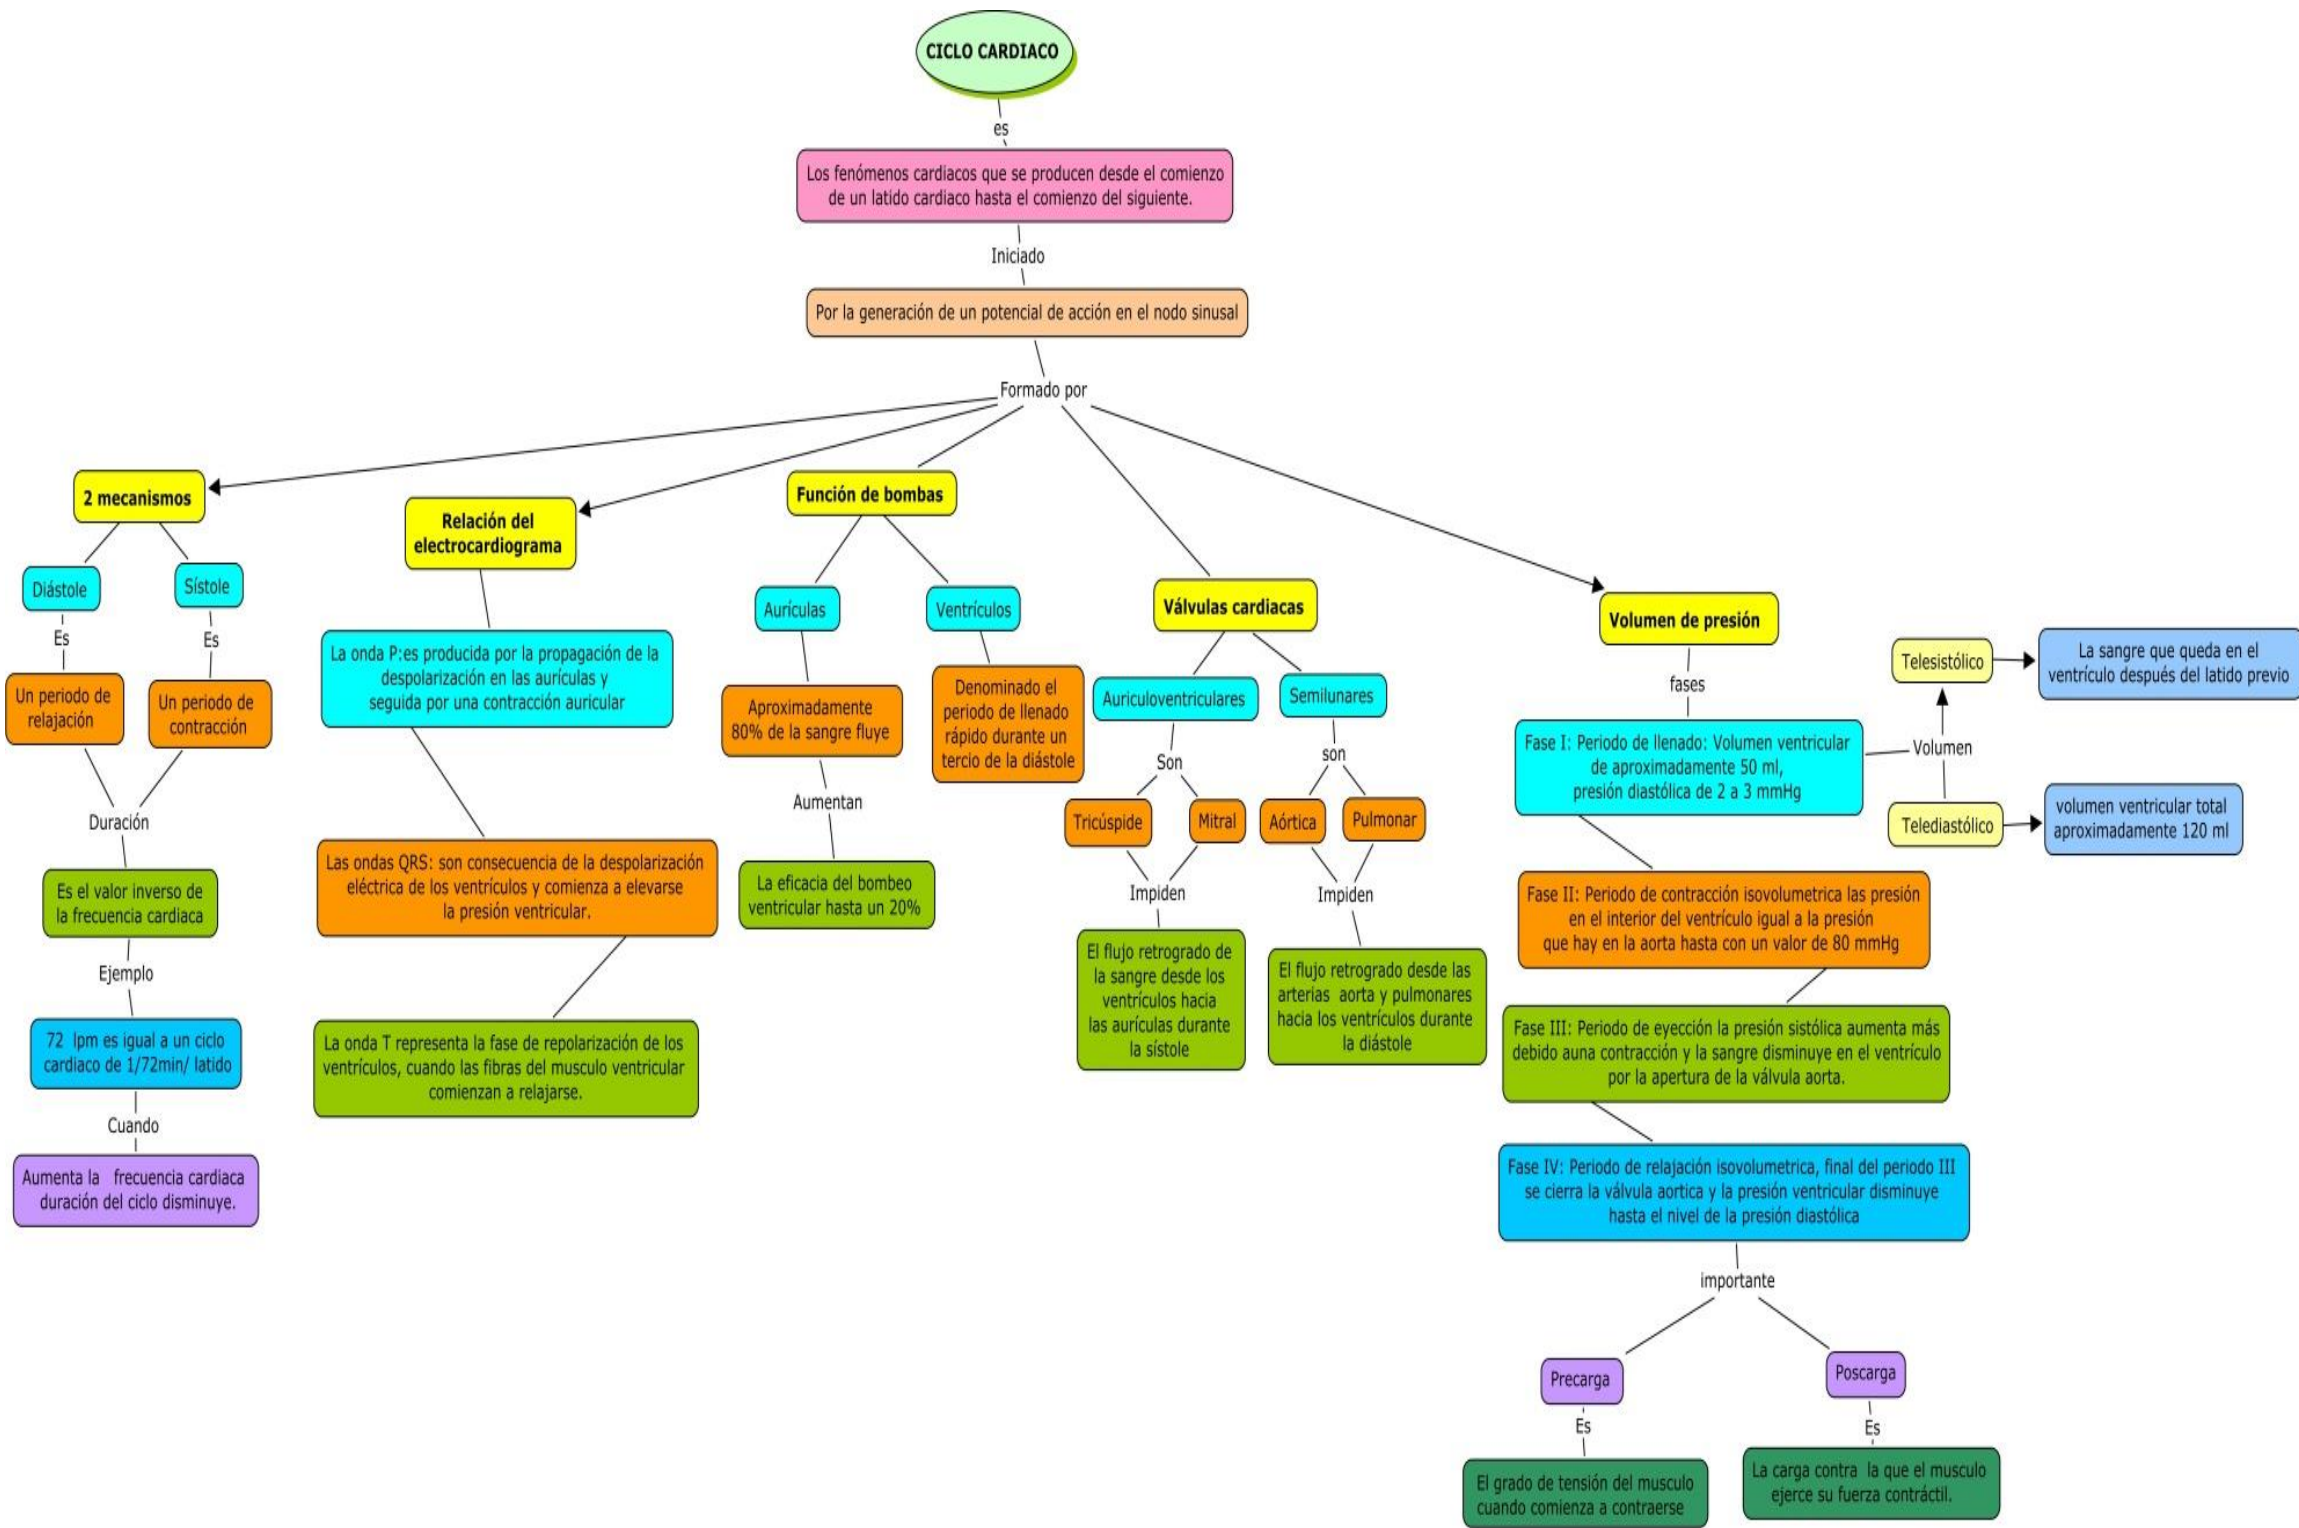 CICLO CARDIACO
es
Los fenómenos cardiacos que se producen desde el comienzo
de un latido cardiaco hasta el comienzo del siguiente.
Iniciado
Por la generación de un potencial de acción en el nodo sinusal
Formado por
2 mecanismos
Diástole
Sístole
Es
Es
Un periodo de
relajación
Un periodo de
contracción
Duración
Es el valor inverso de
la frecuencia cardiaca
Ejemplo
72 lpm es igual a un ciclo
cardiaco de 1/72min/ latido
Cuando
Aumenta la frecuencia cardiaca
duración del ciclo disminuye.
Relación del
electrocardiograma
La onda P:es producida por la propagación de la
despolarización en las aurículas y
seguida por una contracción auricular
Las ondas QRS: son consecuencia de la despolarización
eléctrica de los ventrículos y comienza a elevarse
la presión ventricular.
La onda T representa la fase de repolarización de los
ventrículos, cuando las fibras del musculo ventricular
comienzan a relajarse.
Función de bombas
Aurículas
Ventrículos
Aproximadamente
80% de la sangre fluye
Denominado el
periodo de llenado
rápido durante un
tercio de la diástole
Aumentan
La eficacia del bombeo
ventricular hasta un 20%
Válvulas cardiacas
Auriculoventriculares
Semilunares
Son
son
Tricúspide
Mitral
Aórtica
Pulmonar
Impiden
Impiden
El flujo retrogrado de
la sangre desde los
ventrículos hacia
las aurículas durante
la sístole
El flujo retrogrado desde las
arterias aorta y pulmonares
hacia los ventrículos durante
la diástole
Volumen de presión
fases
Fase I: Periodo de llenado: Volumen ventricular
de aproximadamente 50 ml,
presión diastólica de 2 a 3 mmHg
Volumen
Telesistólico
La sangre que queda en el
ventrículo después del latido previo
Telediastólico
volumen ventricular total
aproximadamente 120 ml
Fase II: Periodo de contracción isovolumetrica las presión
en el interior del ventrículo igual a la presión
que hay en la aorta hasta con un valor de 80 mmHg
Fase III: Periodo de eyección la presión sistólica aumenta más
debido auna contracción y la sangre disminuye en el ventrículo
por la apertura de la válvula aorta.
Fase IV: Periodo de relajación isovolumetrica, final del periodo III
se cierra la válvula aortica y la presión ventricular disminuye
hasta el nivel de la presión diastólica
importante
Precarga
Poscarga
Es
Es
El grado de tensión del musculo
cuando comienza a contraerse
La carga contra la que el musculo
ejerce su fuerza contráctil.